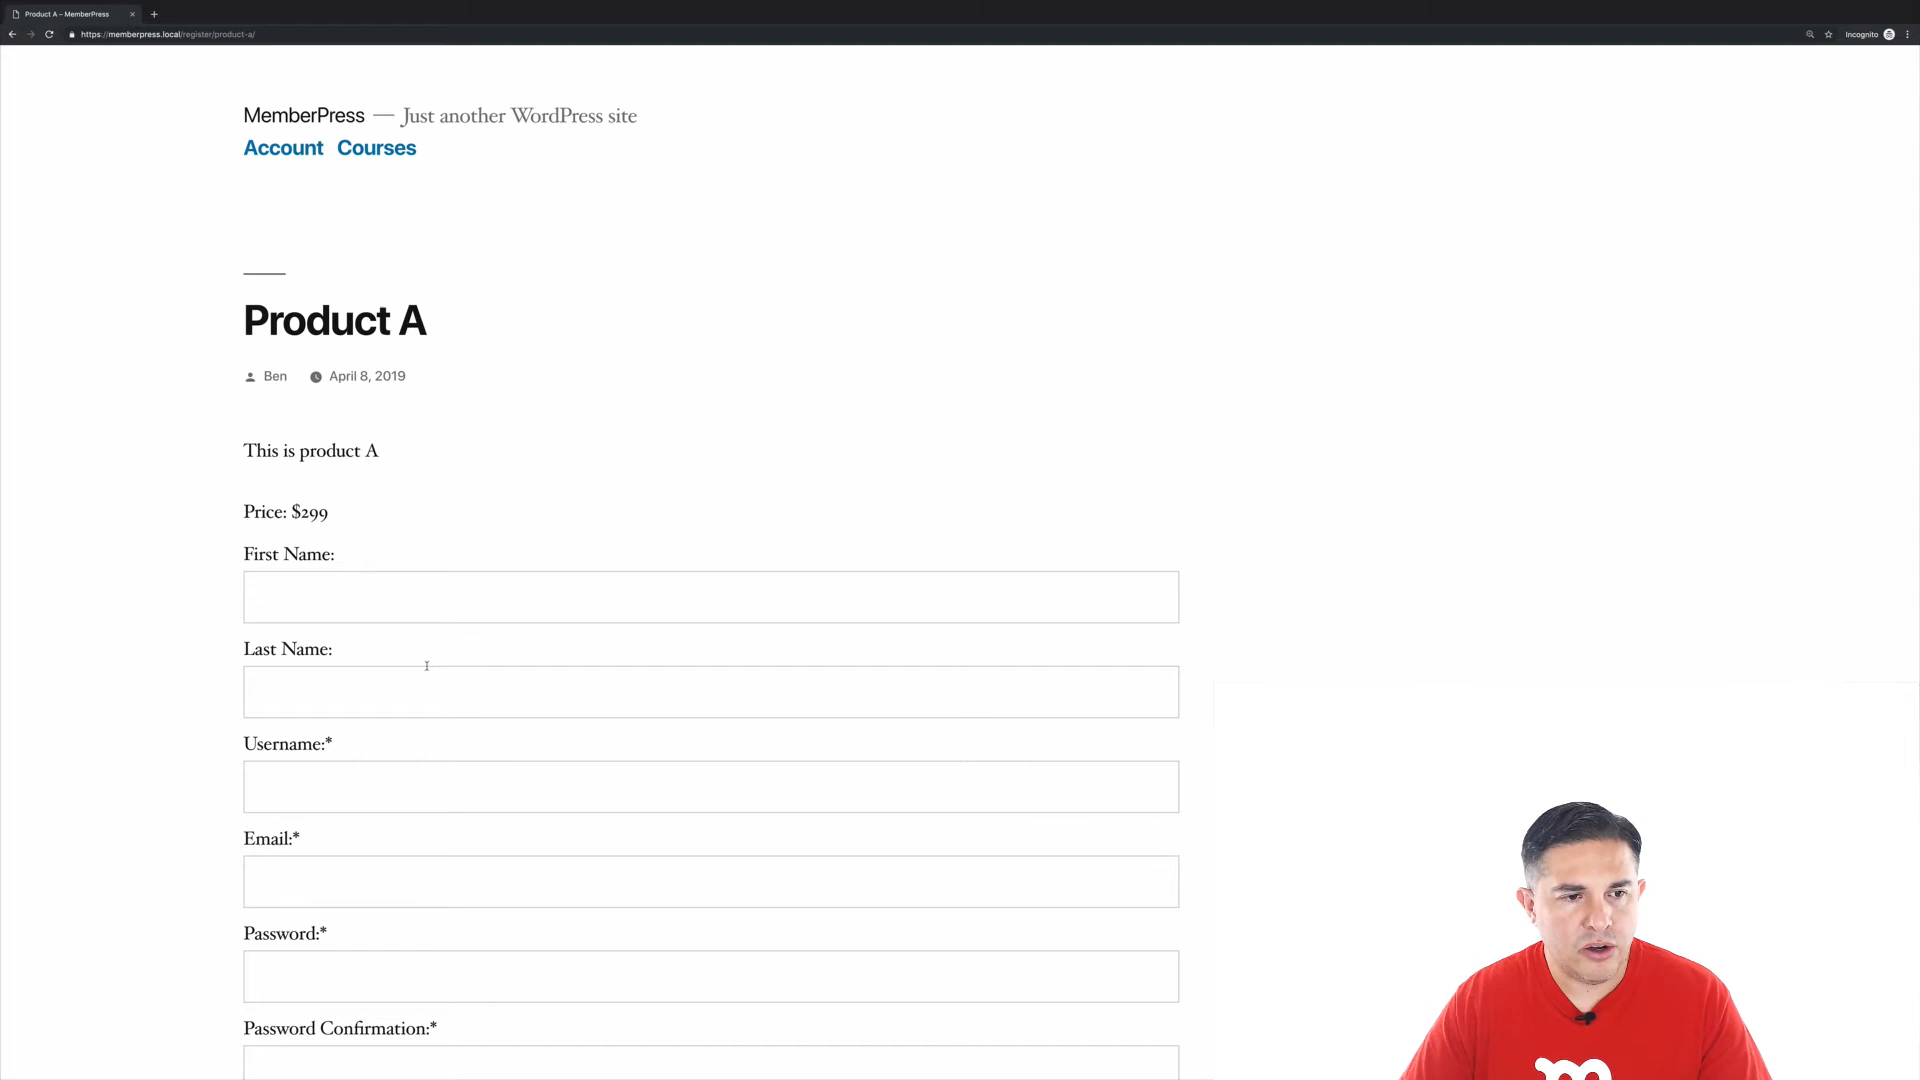 Product A – MemberPress
https://memberpress.local/register/product-a/
Incognito
MemberPress — Just another WordPress site
Account Courses
Product A
Ben April 8, 2019
This is product A
Price: $299
First Name:
Last Name:
Username:*
Email:*
Password:*
Password Confirmation:*
m